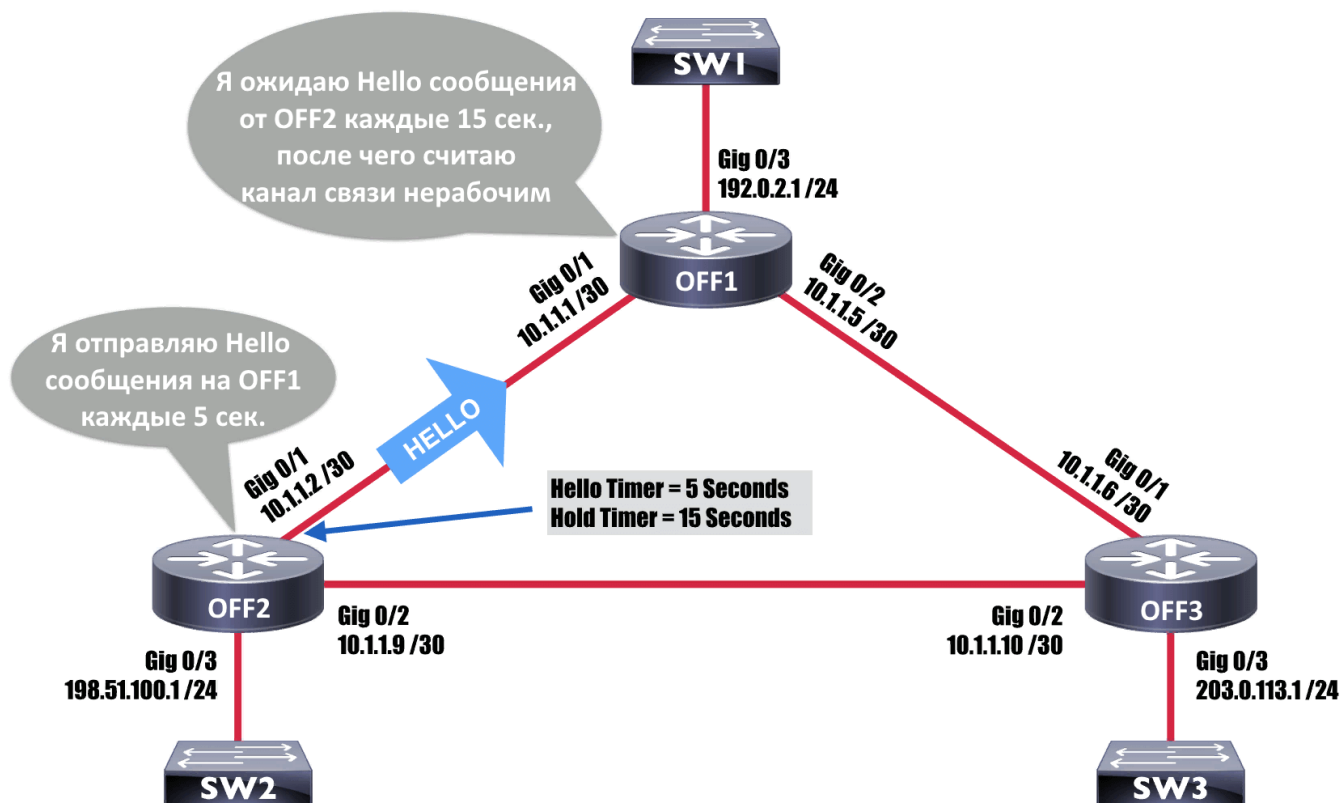 SW1
Я ожидаю Hello сообщения
от OFF2 каждые 15 сек.,
после чего считаю
канал связи нерабочим
Gig 0/3
192.0.2.1 /24
OFF1
Gig 0/1
10.1.1.1 /30
Gig 0/2
10.1.1.5 /30
Я отправляю Hello
сообщения на OFF1
каждые 5 сек.
HELLO
Gig 0/1
10.1.1.2 /30
Hello Timer = 5 Seconds
Hold Timer = 15 Seconds
Gig 0/1
10.1.1.6 /30
OFF2
Gig 0/2
10.1.1.9 /30
Gig 0/2
10.1.1.10 /30
OFF3
Gig 0/3
198.51.100.1 /24
Gig 0/3
203.0.113.1 /24
SW2
SW3